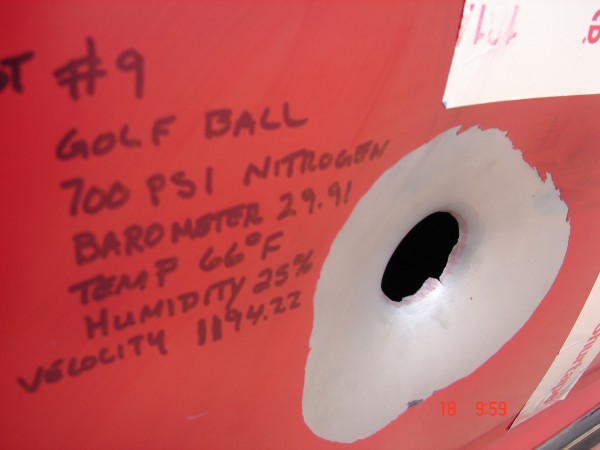 ST #9
GOLF BALL
700 PSI NITROGEN
BAROMETER 29.91
TEMP 66°F
HUMIDITY 25%
VELOCITY 1194.22
18 9:59